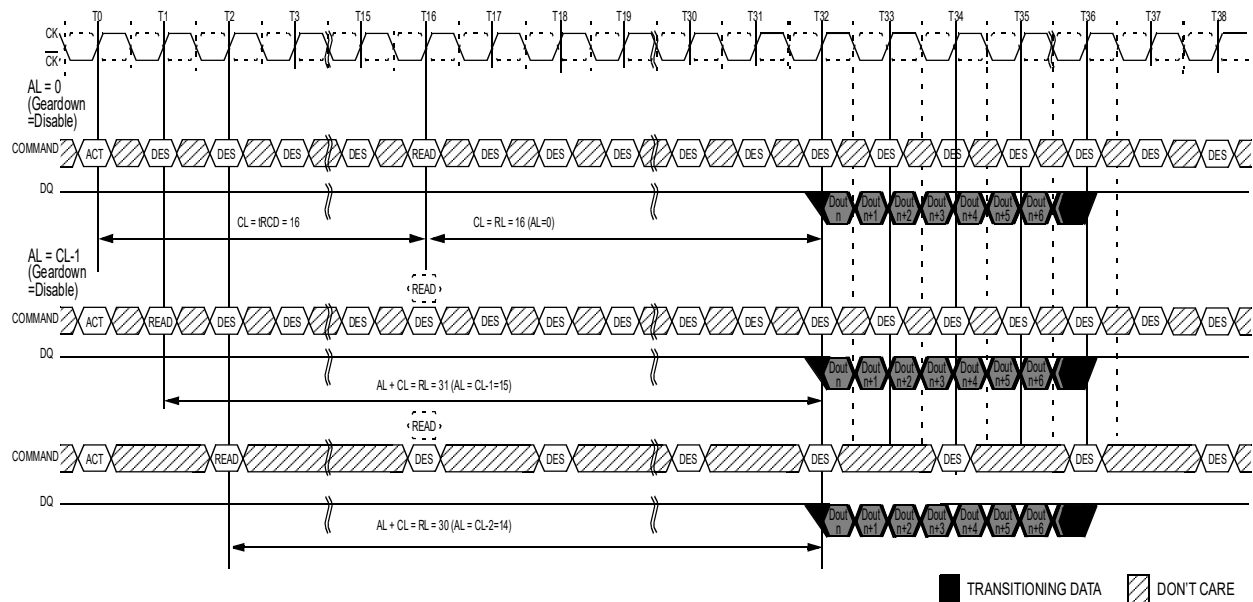 T0 T1 T2 T3 T15 T16 T17 T18 T19 T30 T31 T32 T33 T34 T35 T36 T37 T38
CK
CK
AL = 0
(Geardown
=Disable)
COMMAND ACT DES DES DES DES READ DES DES DES DES DES DES DES DES DES DES DES DES
DQ
Dout n Dout n+1 Dout n+2 Dout n+3 Dout n+4 Dout n+5 Dout n+6
CL = tRCD = 16 CL = RL = 16 (AL=0)
AL = CL-1
(Geardown
=Disable)
READ
COMMAND ACT READ DES DES DES DES DES DES DES DES DES DES DES DES DES DES DES DES
DQ
Dout n Dout n+1 Dout n+2 Dout n+3 Dout n+4 Dout n+5 Dout n+6
AL + CL = RL = 31 (AL = CL-1=15)
READ
COMMAND ACT READ DES DES DES DES DES DES DES
DQ
Dout n Dout n+1 Dout n+2 Dout n+3 Dout n+4 Dout n+5 Dout n+6
AL + CL = RL = 30 (AL = CL-2=14)
TRANSITIONING DATA DON'T CARE